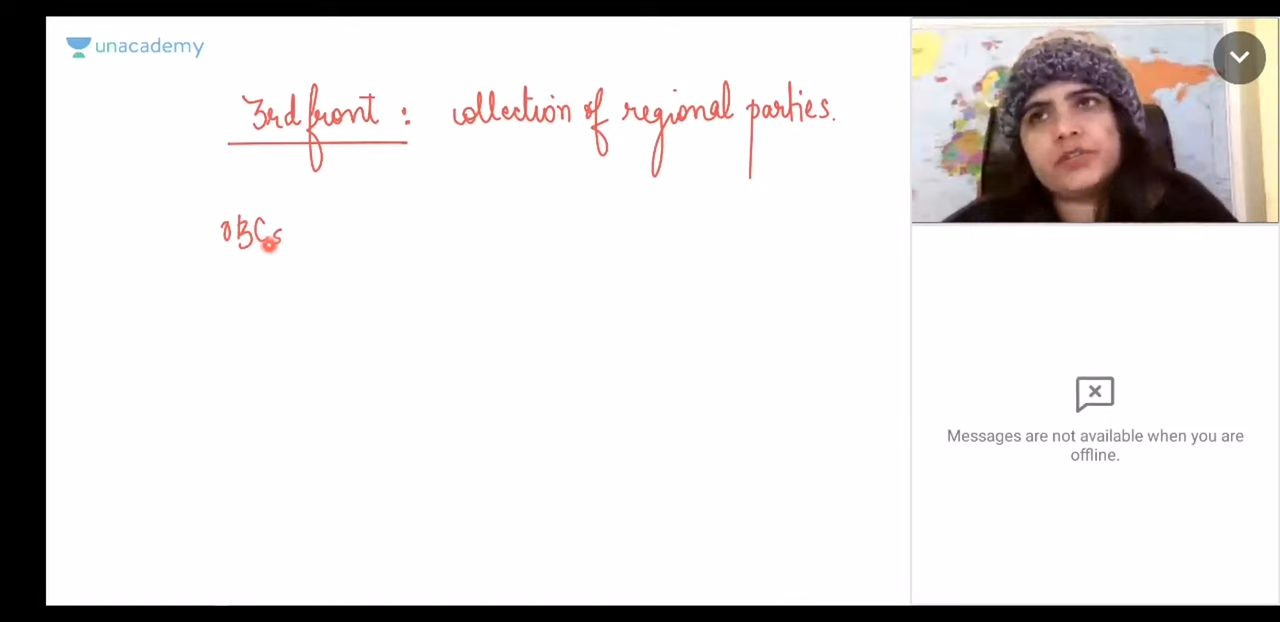 unacademy
3rd front : collection of regional parties.
OBCs
Messages are not available when you are
offline.